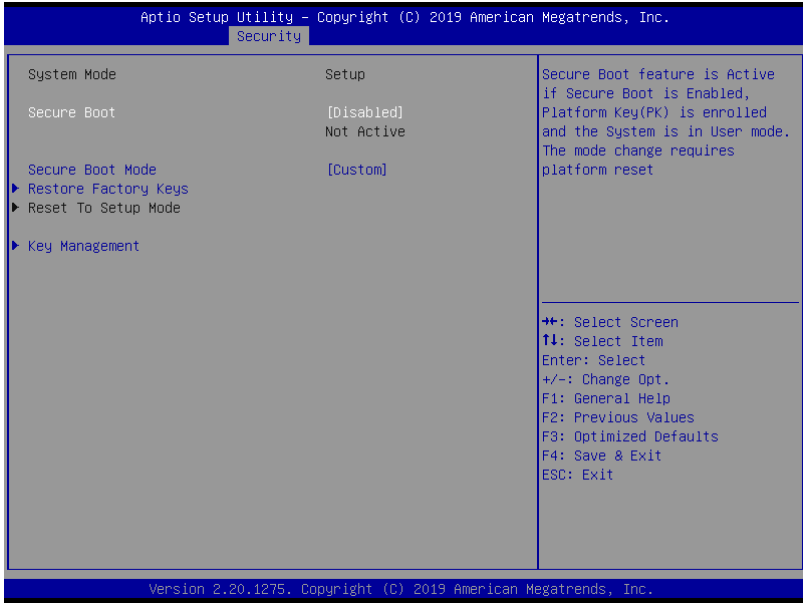 Aptio Setup Utility – Copyright (C) 2019 American Megatrends, Inc.
Security
System Mode Setup
Secure Boot [Disabled]
Not Active
Secure Boot Mode [Custom]
Restore Factory Keys
Reset To Setup Mode
Key Management
Secure Boot feature is Active
if Secure Boot is Enabled,
Platform Key(PK) is enrolled
and the System is in User mode.
The mode change requires
platform reset
→←: Select Screen
↑↓: Select Item
Enter: Select
+/-: Change Opt.
F1: General Help
F2: Previous Values
F3: Optimized Defaults
F4: Save & Exit
ESC: Exit
Version 2.20.1275. Copyright (C) 2019 American Megatrends, Inc.